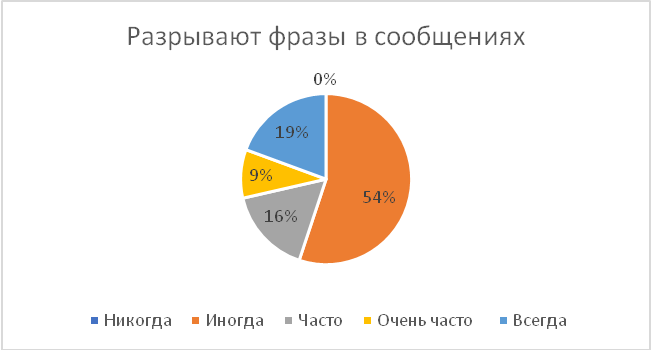 Разрывают фразы в сообщениях
0%
19%
9%
54%
16%
Никогда Иногда Часто Очень часто Всегда